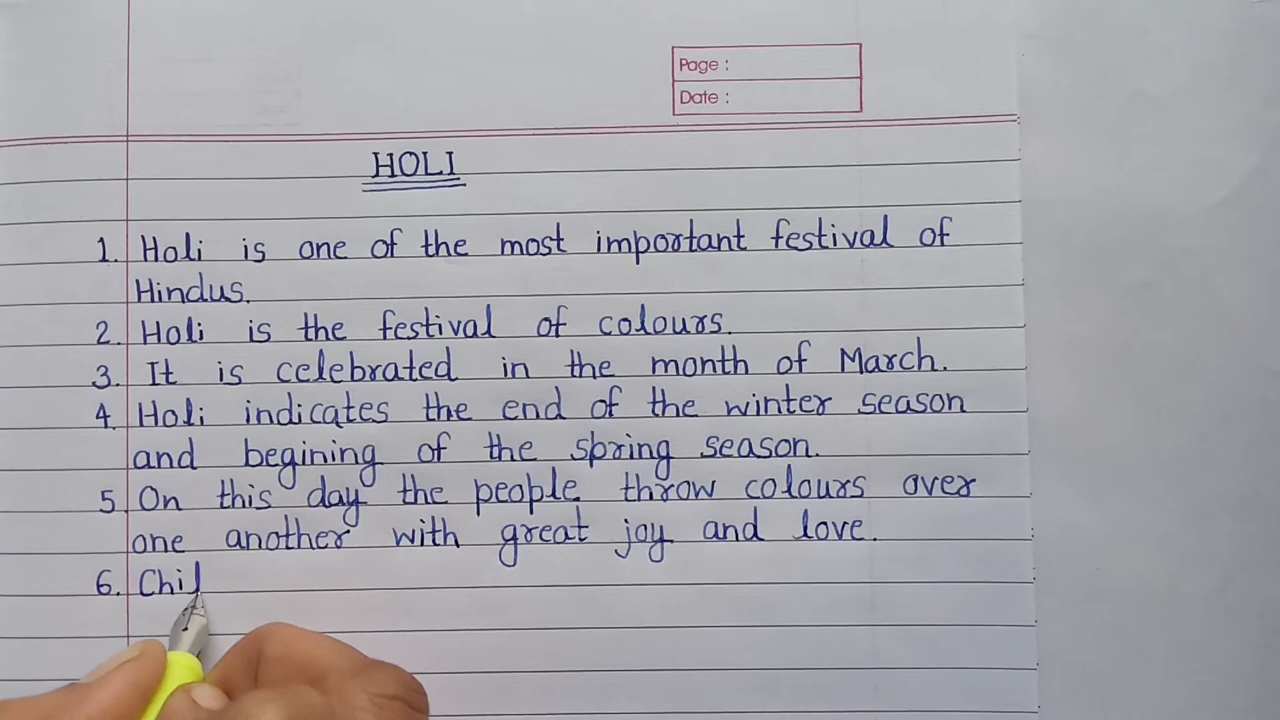 Page :
Date :
HOLI
1. Holi is one of the most important festival of
Hindus.
2. Holi is the festival of colours.
3. It is celebrated in the month of March.
4. Holi indicates the end of the winter season
and begining of the spring season.
5. On this day the people throw colours over
one another with great joy and love.
6. Chil